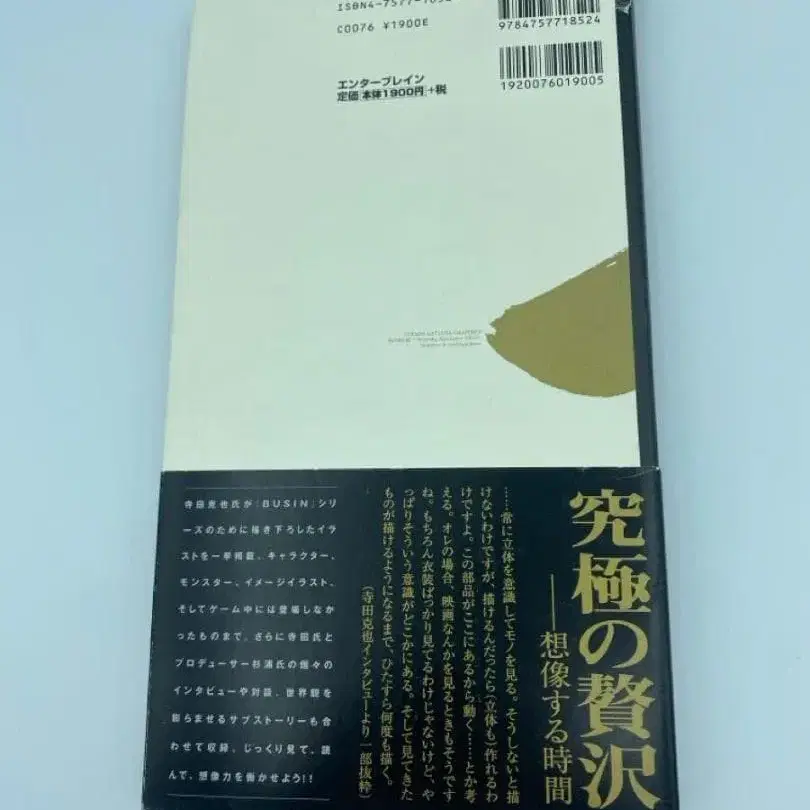 C0076 ¥1900E
9784757718524
エンターブレイン
定価 本体1900円 +税
1920076019005
究極の贅沢
──想像する時間
……常に立体を意識してモノを見る。そうしないと描
けないわけですが、描けるんだったら(立体も)作れるわ
けですよ。この部品がここにあるから動く……とか考
える。オレの場合、映画なんかを見るときもそうです
ね。もちろん衣装ばっかり見てるわけじゃないけど、や
っぱりそういう意識がどこかにある。そして見てきた
ものが描けるようになるまで、ひたすら何度も描く。
(寺田克也インタビューより一部抜粋)
寺田克也氏が「BUSIN」シリ
ーズのために描き下ろしたイラ
ストを一挙掲載。キャラクター、
モンスター、イメージイラスト、
そしてゲーム中には登場しなか
ったものまで。さらに寺田氏と
プロデューサー杉浦氏の個々の
インタビューや対談、世界観を
膨らませるサブストーリーも合
わせて収録。じっくり見て、読
んで、想像力を働かせよう!!